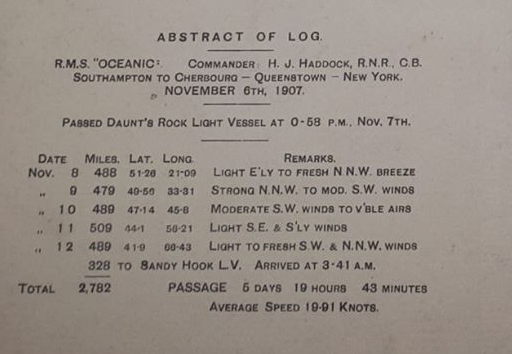 ABSTRACT OF LOG.
R.M.S. "OCEANIC". COMMANDER: H. J. HADDOCK, R.N.R., C.B.
SOUTHAMPTON TO CHERBOURG – QUEENSTOWN – NEW YORK.
NOVEMBER 6TH, 1907.
PASSED DAUNT'S ROCK LIGHT VESSEL AT 0-58 P.M., NOV. 7TH.
DATE MILES. LAT. LONG. REMARKS.
NOV. 8 488 51-26 21-09 LIGHT E'LY TO FRESH N N.W. BREEZE
„ 9 479 49-56 33-31 STRONG N.N.W. TO MOD. S.W. WINDS
„ 10 489 47-14 45-8 MODERATE S.W. WINDS TO V'BLE AIRS
„ 11 509 44-1 56-21 LIGHT S.E. & S'LY WINDS
„ 12 489 41-9 66-43 LIGHT TO FRESH S.W. & N.N.W. WINDS
328 TO SANDY HOOK L.V. ARRIVED AT 3·41 A.M.
TOTAL 2,782 PASSAGE 5 DAYS 19 HOURS 43 MINUTES
AVERAGE SPEED 19·91 KNOTS.